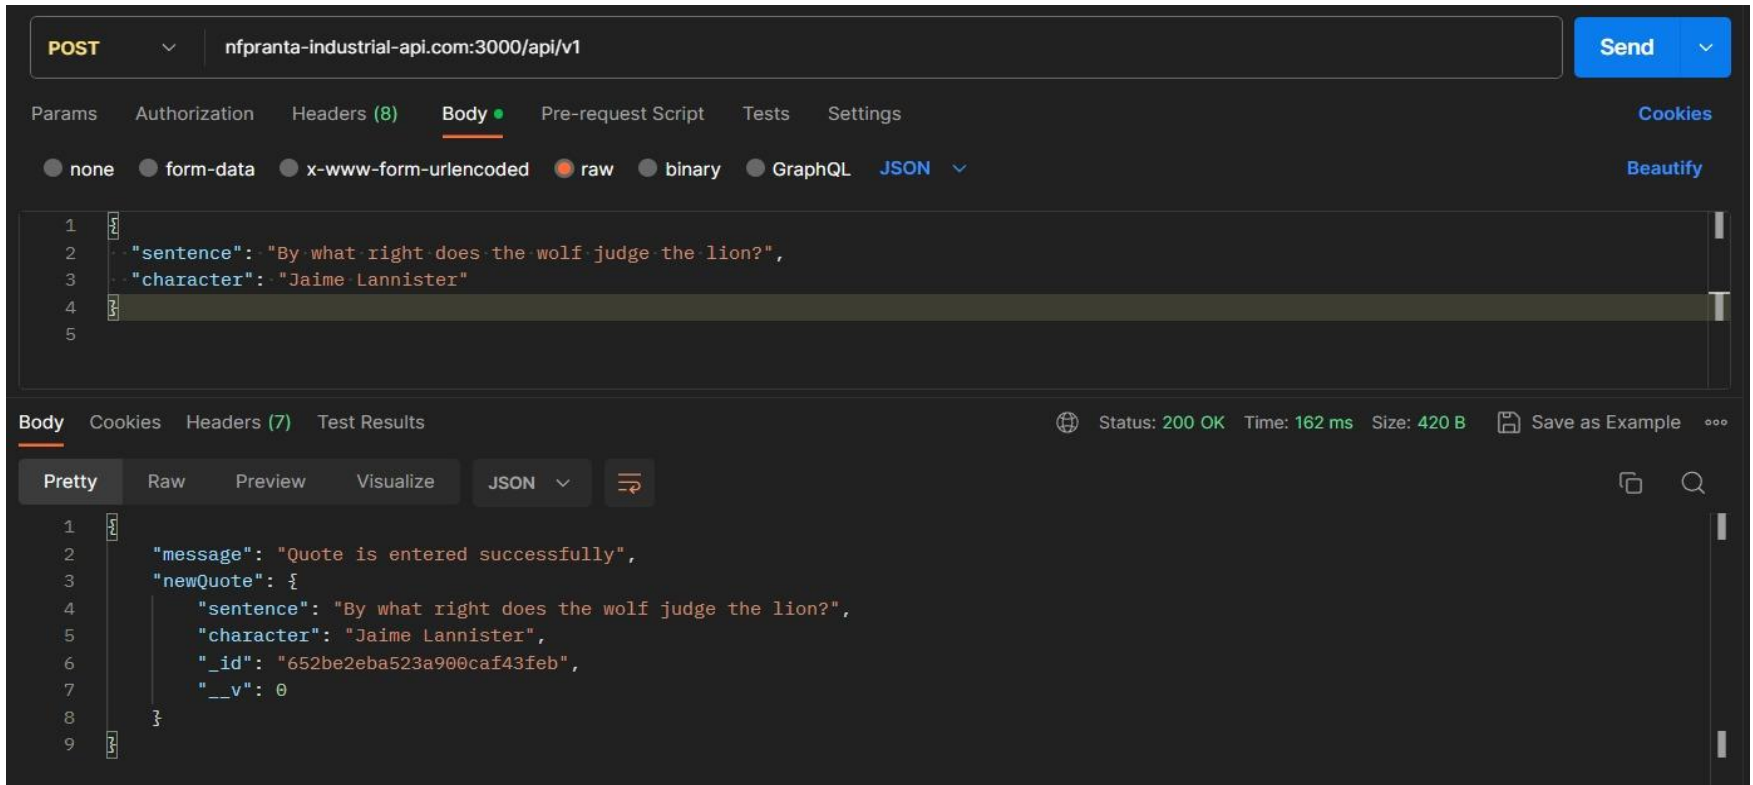 POST nfpranta-industrial-api.com:3000/api/v1 Send
Params Authorization Headers (8) Body Pre-request Script Tests Settings Cookies
none form-data x-www-form-urlencoded raw binary GraphQL JSON Beautify
1 {
2 "sentence": "By what right does the wolf judge the lion?",
3 "character": "Jaime Lannister"
4 }
5
Body Cookies Headers (7) Test Results Status: 200 OK Time: 162 ms Size: 420 B Save as Example
Pretty Raw Preview Visualize JSON
1 {
2 "message": "Quote is entered successfully",
3 "newQuote": {
4 "sentence": "By what right does the wolf judge the lion?",
5 "character": "Jaime Lannister",
6 "_id": "652be2eba523a900caf43feb",
7 "__v": 0
8 }
9 }